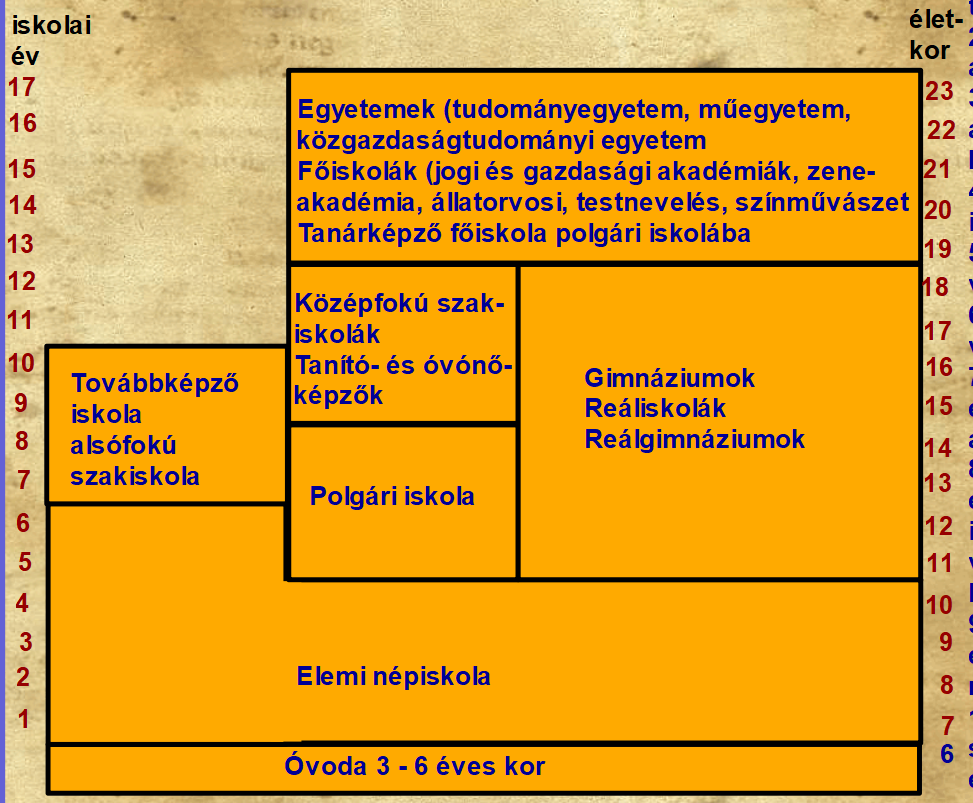 iskolai
év
17
16
15
14
13
12
11
10
9
8
7
6
5
4
3
2
1
Egyetemek (tudományegyetem, műegyetem,
közgazdaságtudományi egyetem
Főiskolák (jogi és gazdasági akadémiák, zene-
akadémia, állatorvosi, testnevelés, színművészet
Tanárképző főiskola polgári iskolába
Középfokú szak-
iskolák
Tanító- és óvónő-
képzők
Gimnáziumok
Reáliskolák
Reálgimnáziumok
Továbbképző
iskola
alsófokú
szakiskola
Polgári iskola
Elemi népiskola
Óvoda 3 - 6 éves kor
élet-
kor
23
22
21
20
19
18
17
16
15
14
13
12
11
10
9
8
7
6